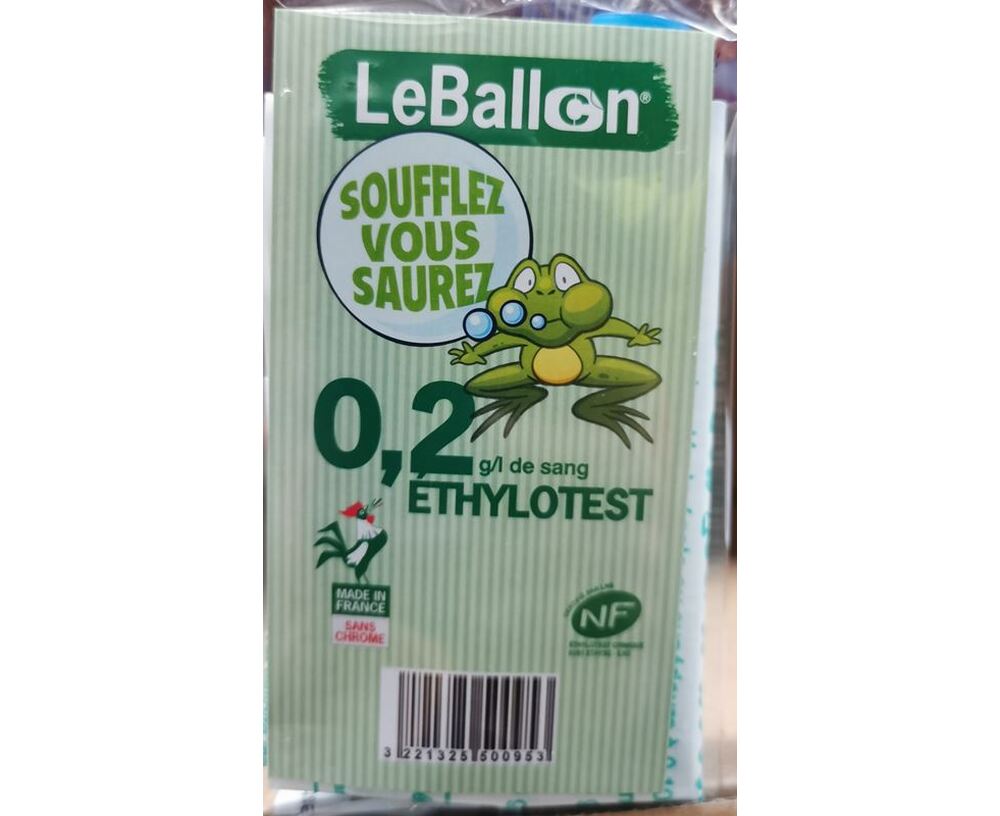 LeBallon®
SOUFFLEZ
VOUS
SAUREZ
0,2 g/l de sang
ÉTHYLOTEST
MADE IN
FRANCE
SANS
CHROME
NF
3 221325 500953